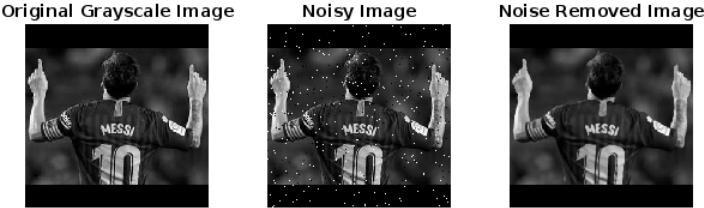 Original Grayscale Image
Noisy Image
Noise Removed Image
MESSI
10
MESSI
10
MESSI
10